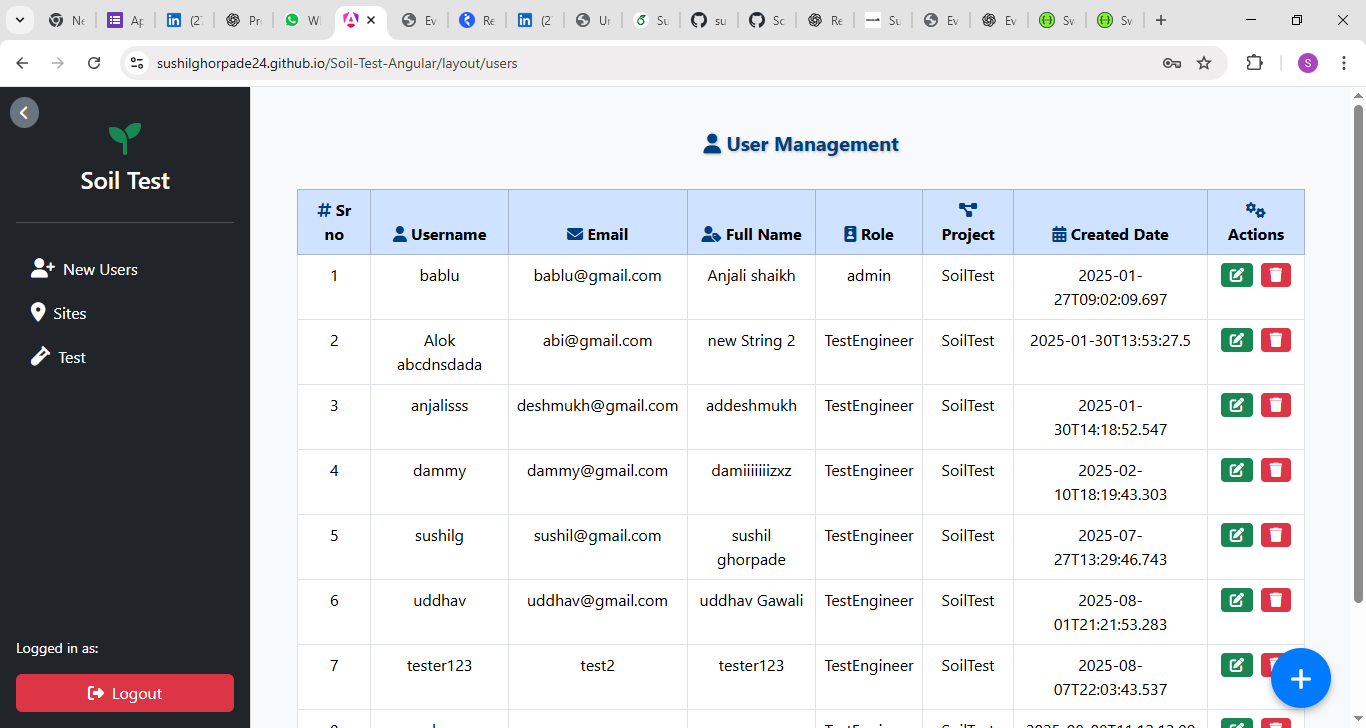 Ne
Ap
(2
Pr
Wl
Ev
Re
(2
Ur
Su
su
Sc
Re
Su
Ev
Ev
Sv
Sv
sushilghorpade24.github.io/Soil-Test-Angular/layout/users
S
Soil Test
New Users
Sites
Test
Logged in as:
Logout
User Management
# Sr no
Username
Email
Full Name
Role
Project
Created Date
Actions
1 bablu bablu@gmail.com Anjali shaikh admin SoilTest 2025-01-
27T09:02:09.697
2 Alok abi@gmail.com new String 2 TestEngineer SoilTest 2025-01-30T13:53:27.5
abcdnsdada
3 anjalisss deshmukh@gmail.com addeshmukh TestEngineer SoilTest 2025-01-
30T14:18:52.547
4 dammy dammy@gmail.com damiiiiiiizxz TestEngineer SoilTest 2025-02-
10T18:19:43.303
5 sushilg sushil@gmail.com sushil TestEngineer SoilTest 2025-07-
ghorpade 27T13:29:46.743
6 uddhav uddhav@gmail.com uddhav Gawali TestEngineer SoilTest 2025-08-
01T21:21:53.283
7 tester123 test2 tester123 TestEngineer SoilTest 2025-08-
07T22:03:43.537